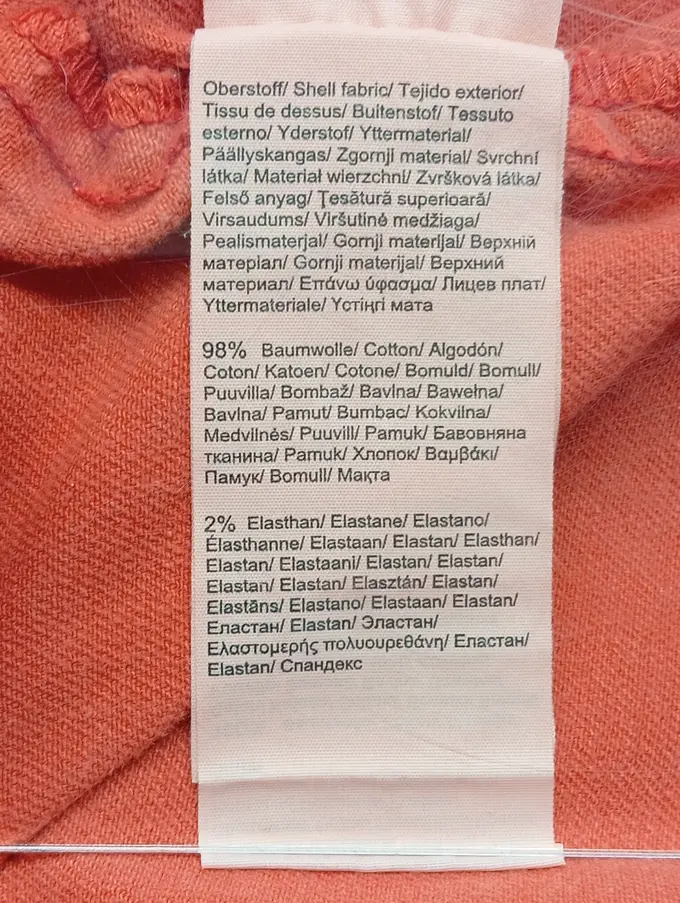 Oberstoff/ Shell fabric/ Tejido exterior/
Tissu de dessus/ Buitenstof/ Tessuto
esterno/ Yderstof/ Yttermaterial/
Päällyskangas/ Zgornji material/ Svrchní
látka/ Materiał wierzchni/ Zvršková látka/
Felső anyag/ Ţesătură superioară/
Virsaudums/ Viršutinė medžiaga/
Pealismaterjal/ Gornji materijal/ Верхній
матеріал/ Gornji materijal/ Верхний
материал/ Επάνω ύφασμα/ Лицев плат/
Yttermateriale/ Үстіңгі мата
98% Baumwolle/ Cotton/ Algodón/
Coton/ Katoen/ Cotone/ Bomuld/ Bomull/
Puuvilla/ Bombaž/ Bavlna/ Bawełna/
Bavlna/ Pamut/ Bumbac/ Kokvilna/
Medvilnės/ Puuvill/ Pamuk/ Бавовняна
тканина/ Pamuk/ Хлопок/ Βαμβάκι/
Памук/ Bomull/ Мақта
2% Elasthan/ Elastane/ Elastano/
Élasthanne/ Elastaan/ Elastan/ Elasthan/
Elastan/ Elastaani/ Elastan/ Elastan/
Elastan/ Elastan/ Elasztán/ Elastan/
Elastāns/ Elastano/ Elastaan/ Elastan/
Еластан/ Elastan/ Эластан/
Ελαστομερής πολυουρεθάνη/ Еластан/
Elastan/ Спандекс